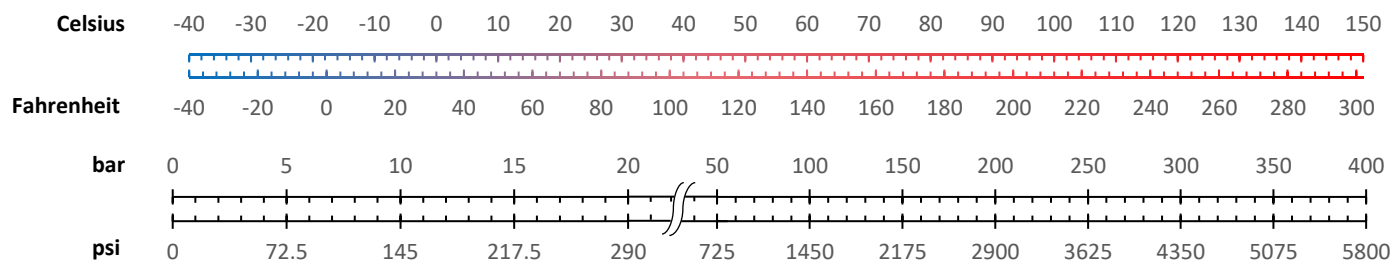 Celsius -40 -30 -20 -10 0 10 20 30 40 50 60 70 80 90 100 110 120 130 140 150
Fahrenheit -40 -20 0 20 40 60 80 100 120 140 160 180 200 220 240 260 280 300
bar 0 5 10 15 20 50 100 150 200 250 300 350 400
psi 0 72.5 145 217.5 290 725 1450 2175 2900 3625 4350 5075 5800